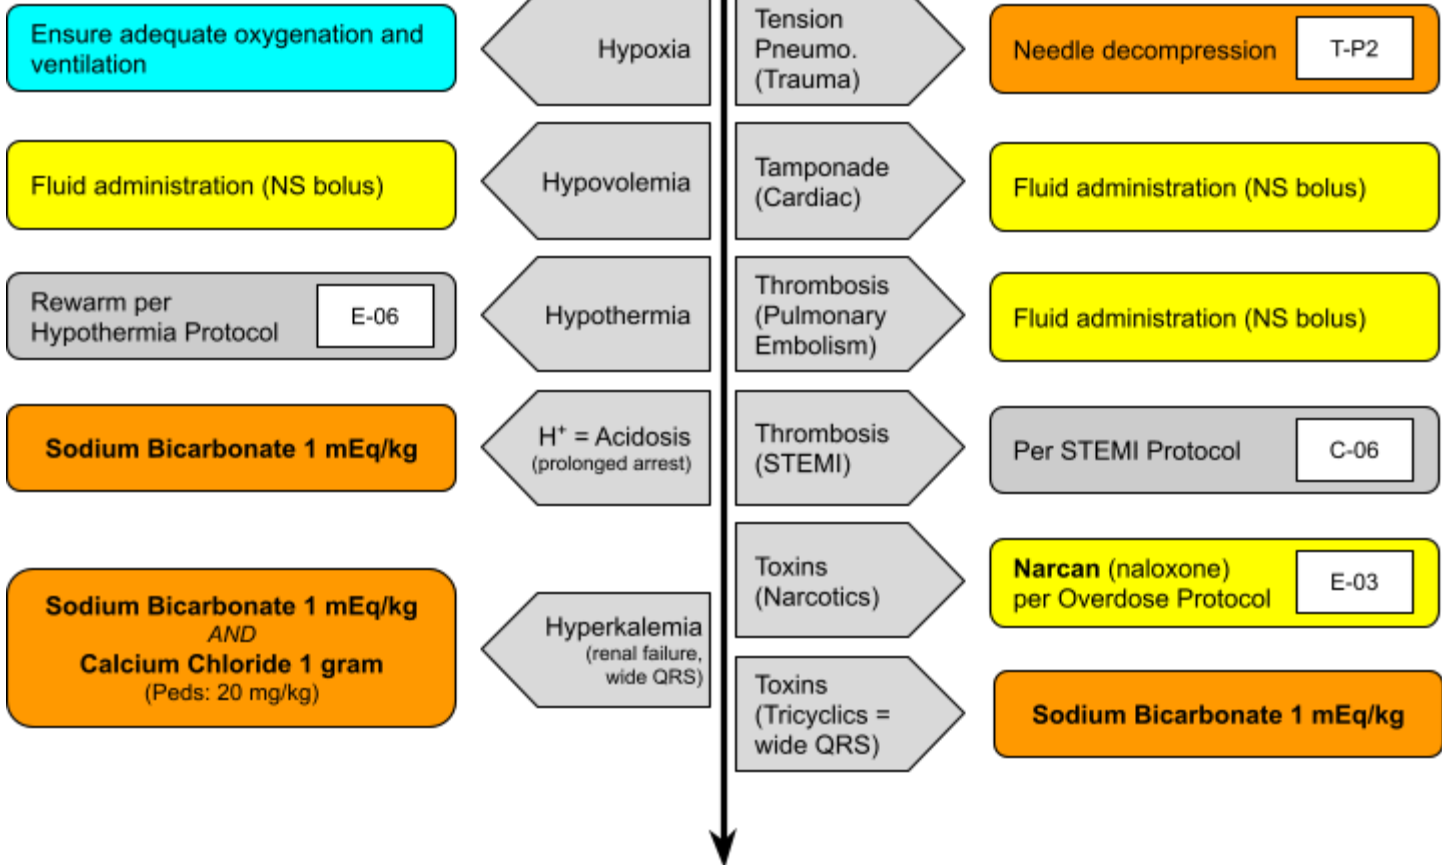 Ensure adequate oxygenation and
ventilation
Hypoxia
Tension
Pneumo.
(Trauma)
Needle decompression
T-P2
Fluid administration (NS bolus)
Hypovolemia
Tamponade
(Cardiac)
Fluid administration (NS bolus)
Rewarm per
Hypothermia Protocol
E-06
Hypothermia
Thrombosis
(Pulmonary
Embolism)
Fluid administration (NS bolus)
Sodium Bicarbonate 1 mEq/kg
H⁺ = Acidosis
(prolonged arrest)
Thrombosis
(STEMI)
Per STEMI Protocol
C-06
Sodium Bicarbonate 1 mEq/kg
AND
Calcium Chloride 1 gram
(Peds: 20 mg/kg)
Hyperkalemia
(renal failure,
wide QRS)
Toxins
(Narcotics)
Narcan (naloxone)
per Overdose Protocol
E-03
Toxins
(Tricyclics =
wide QRS)
Sodium Bicarbonate 1 mEq/kg